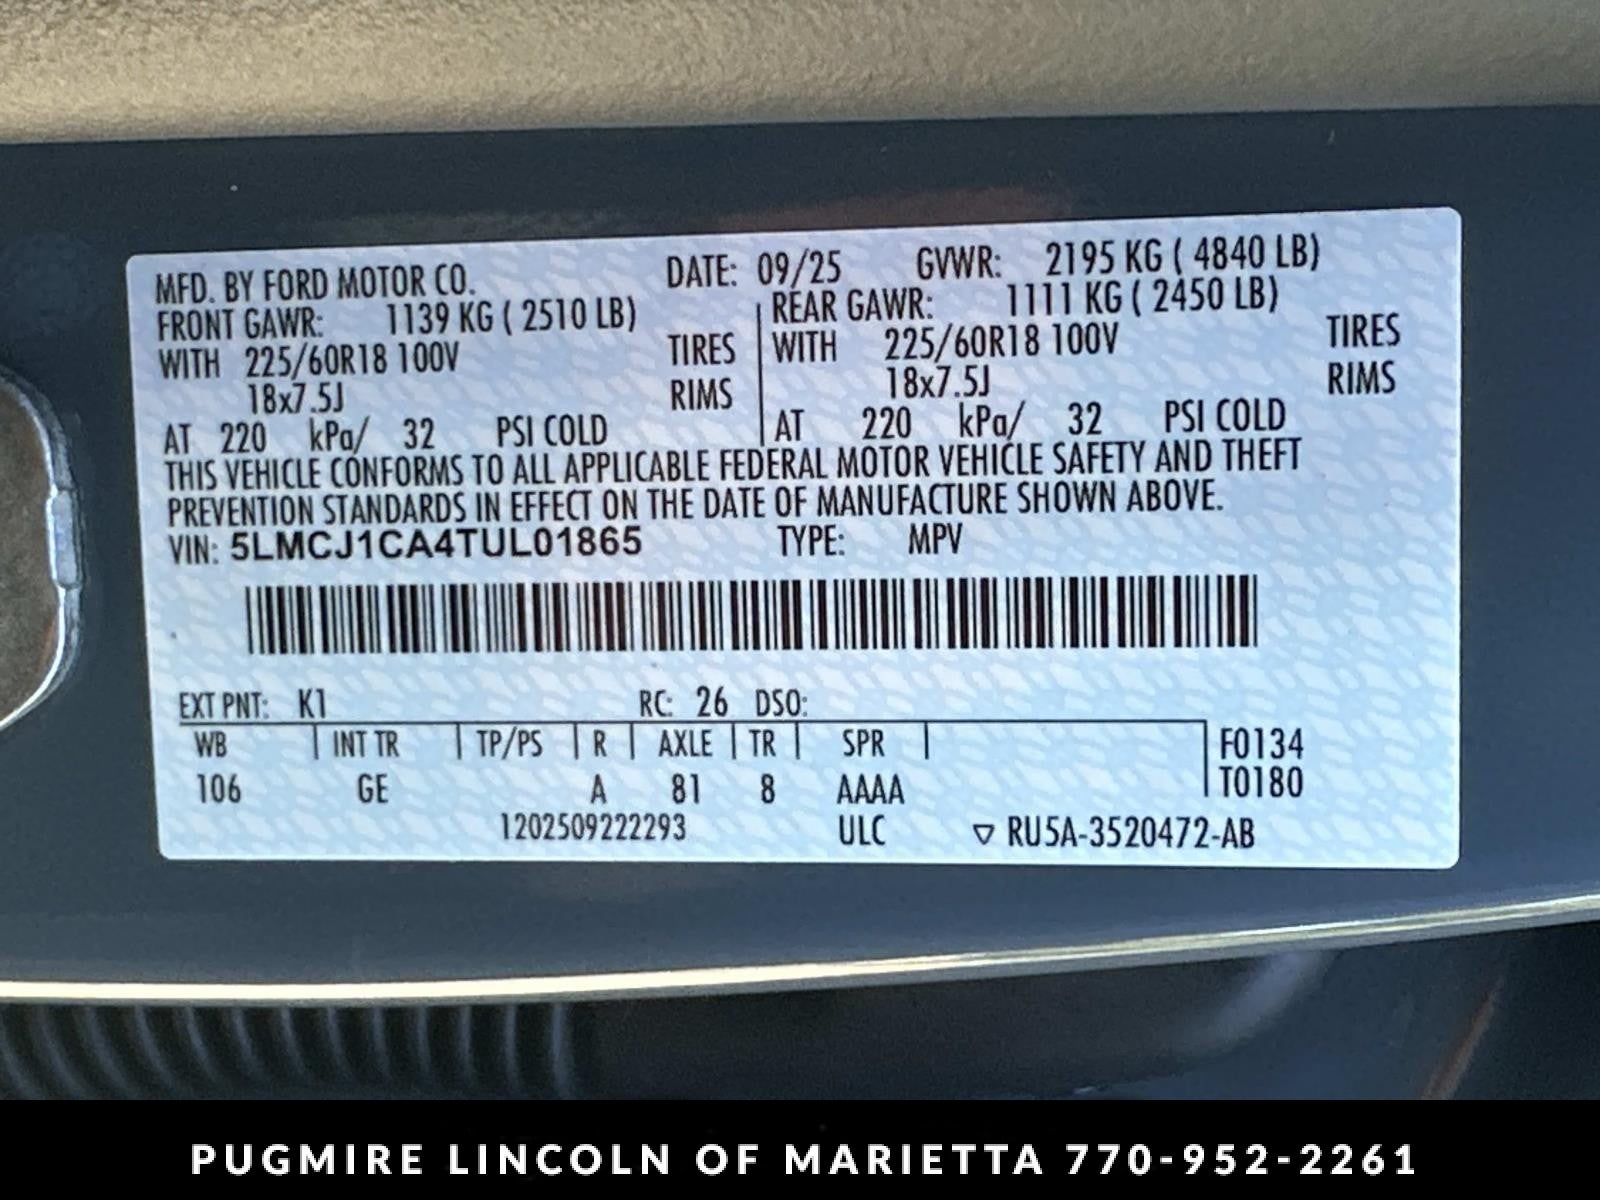 MFD. BY FORD MOTOR CO. DATE: 09/25 GVWR: 2195 KG ( 4840 LB)
FRONT GAWR: 1139 KG ( 2510 LB) REAR GAWR: 1111 KG ( 2450 LB)
WITH 225/60R18 100V TIRES WITH 225/60R18 100V TIRES
18x7.5J RIMS 18x7.5J RIMS
AT 220 kPa/ 32 PSI COLD AT 220 kPa/ 32 PSI COLD
THIS VEHICLE CONFORMS TO ALL APPLICABLE FEDERAL MOTOR VEHICLE SAFETY AND THEFT
PREVENTION STANDARDS IN EFFECT ON THE DATE OF MANUFACTURE SHOWN ABOVE.
VIN: 5LMCJ1CA4TUL01865 TYPE: MPV
EXT PNT: K1 RC: 26 DSO:
WB INT TR TP/PS R AXLE TR SPR F0134
106 GE A 81 8 AAAA T0180
1202509222293 ULC ▽ RU5A-3520472-AB
PUGMIRE LINCOLN OF MARIETTA 770-952-2261